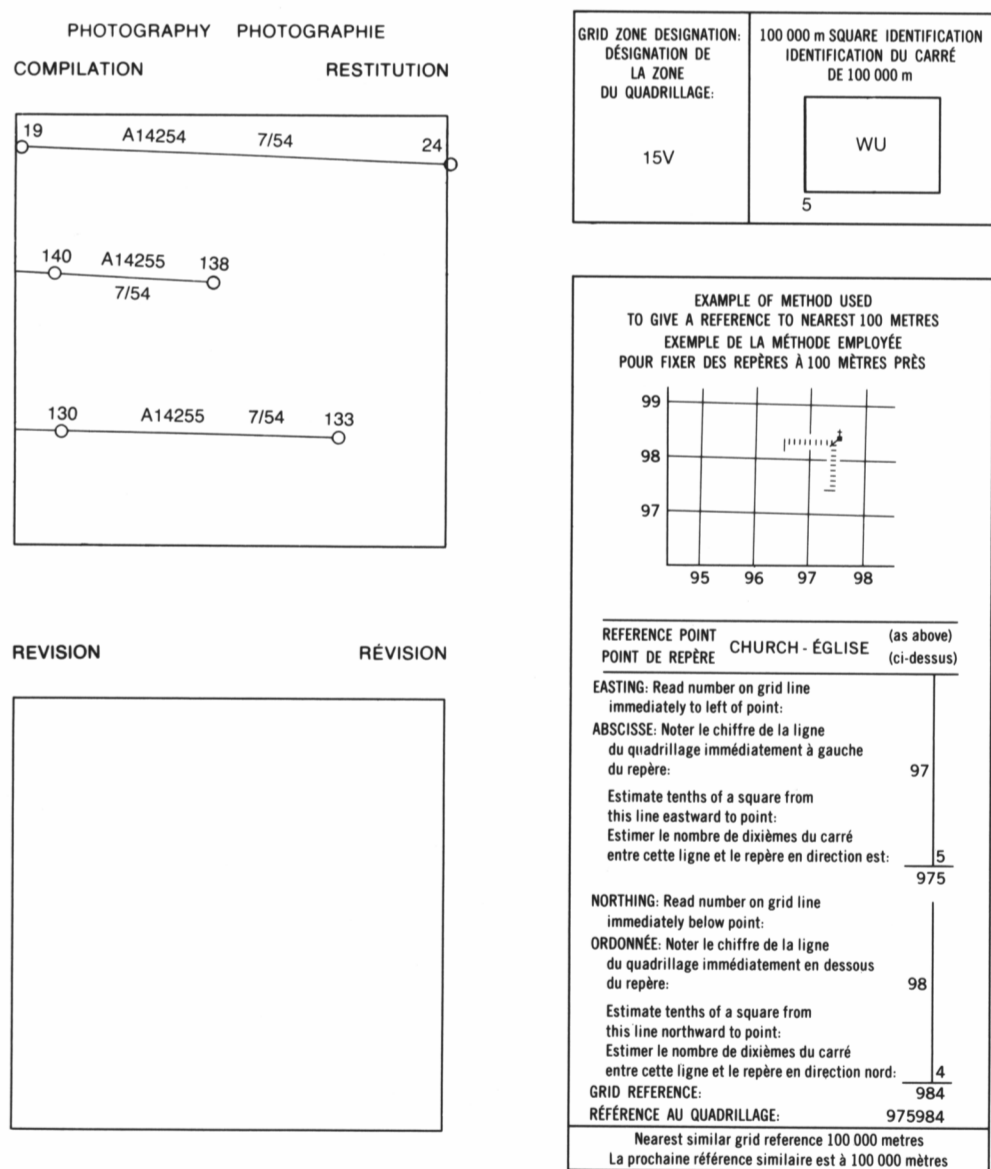 PHOTOGRAPHY PHOTOGRAPHIE
COMPILATION RESTITUTION
19 A14254 7/54 24
140 A14255 138
7/54
130 A14255 7/54 133
REVISION RÉVISION
GRID ZONE DESIGNATION:
DÉSIGNATION DE
LA ZONE
DU QUADRILLAGE:
15V
100 000 m SQUARE IDENTIFICATION
IDENTIFICATION DU CARRÉ
DE 100 000 m
WU
5
EXAMPLE OF METHOD USED
TO GIVE A REFERENCE TO NEAREST 100 METRES
EXEMPLE DE LA MÉTHODE EMPLOYÉE
POUR FIXER DES REPÈRES À 100 MÈTRES PRÈS
99
98
97
95 96 97 98
REFERENCE POINT
POINT DE REPÈRE
CHURCH - ÉGLISE
(as above)
(ci-dessus)
EASTING: Read number on grid line
immediately to left of point:
ABSCISSE: Noter le chiffre de la ligne
du quadrillage immédiatement à gauche
du repère: 97
Estimate tenths of a square from
this line eastward to point:
Estimer le nombre de dixièmes du carré
entre cette ligne et le repère en direction est: 5
975
NORTHING: Read number on grid line
immediately below point:
ORDONNÉE: Noter le chiffre de la ligne
du quadrillage immédiatement en dessous
du repère: 98
Estimate tenths of a square from
this line northward to point:
Estimer le nombre de dixièmes du carré
entre cette ligne et le repère en direction nord: 4
GRID REFERENCE: 984
RÉFÉRENCE AU QUADRILLAGE: 975984
Nearest similar grid reference 100 000 metres
La prochaine référence similaire est à 100 000 mètres